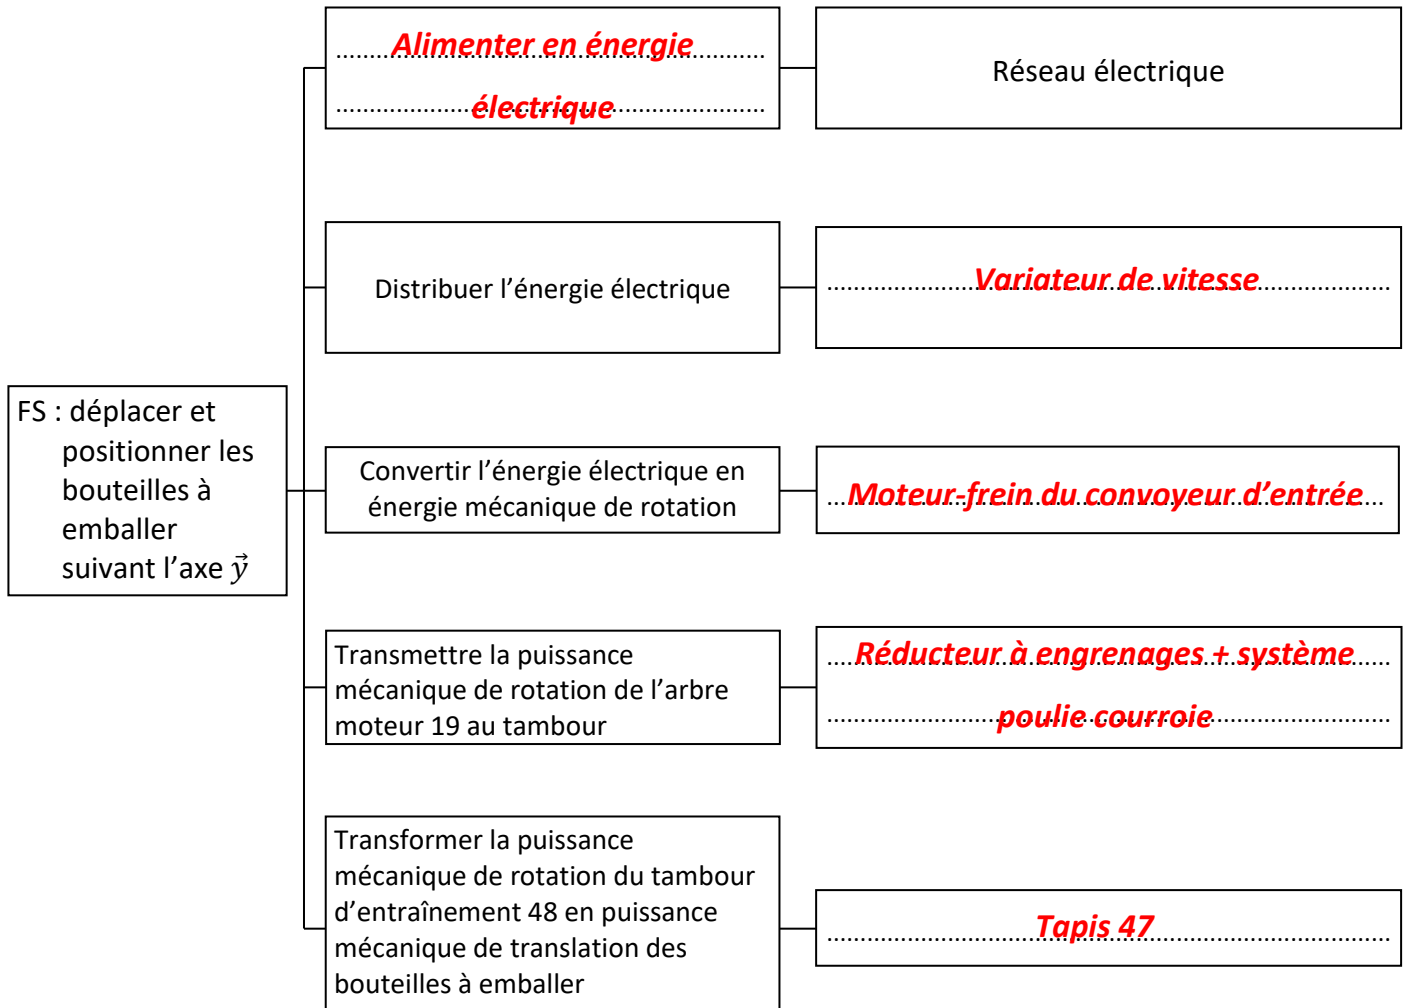 Alimenter en énergie
électrique
Réseau électrique
Distribuer l’énergie électrique
Variateur de vitesse
FS : déplacer et
positionner les
bouteilles à
emballer
suivant l’axe y⃗
Convertir l’énergie électrique en
énergie mécanique de rotation
Moteur-frein du convoyeur d’entrée
Transmettre la puissance
mécanique de rotation de l’arbre
moteur 19 au tambour
Réducteur à engrenages + système
poulie courroie
Transformer la puissance
mécanique de rotation du tambour
d’entraînement 48 en puissance
mécanique de translation des
bouteilles à emballer
Tapis 47